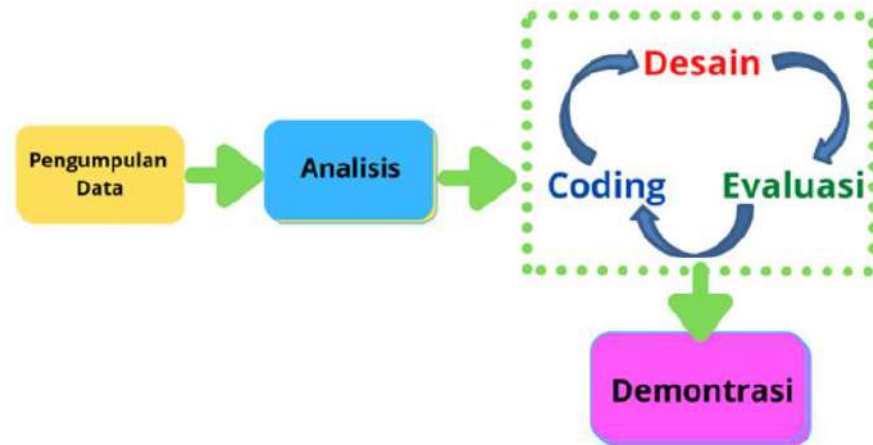 Desain
Pengumpulan
Data
Analisis
Coding
Evaluasi
Demontrasi